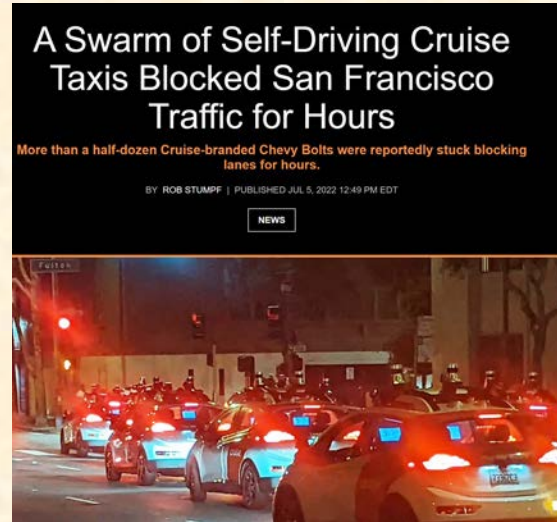 A Swarm of Self-Driving Cruise
Taxis Blocked San Francisco
Traffic for Hours
More than a half-dozen Cruise-branded Chevy Bolts were reportedly stuck blocking
lanes for hours.
BY ROB STUMPF | PUBLISHED JUL 5, 2022 12:49 PM EDT
NEWS
Fulton